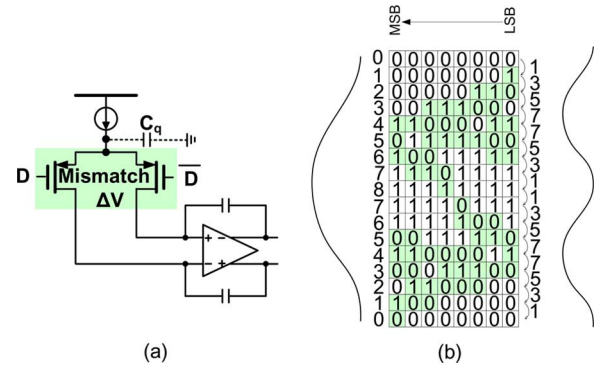 MSB
LSB
D
Mismatch
ΔV
D
Cq
+ −
− +
0 0 0 0 0 0 0 0 0
1 0 0 0 0 0 0 0 1
2 0 0 0 0 0 1 1 0
3 0 0 1 1 1 0 0 0
4 1 1 0 0 0 0 1 1
5 0 1 1 1 1 1 0 0
6 1 0 0 1 1 1 1 1
7 1 1 1 0 1 1 1 1
8 1 1 1 1 1 1 1 1
7 1 1 1 1 0 1 1 1
6 1 1 1 1 1 0 0 1
5 0 0 1 1 1 1 1 0
4 1 1 0 0 0 0 1 1
3 0 0 0 1 1 1 0 0
2 0 1 1 0 0 0 0 0
1 1 0 0 0 0 0 0 0
0 0 0 0 0 0 0 0 0
1
3
5
7
7
5
3
1
1
3
5
7
7
5
3
1
(a)
(b)